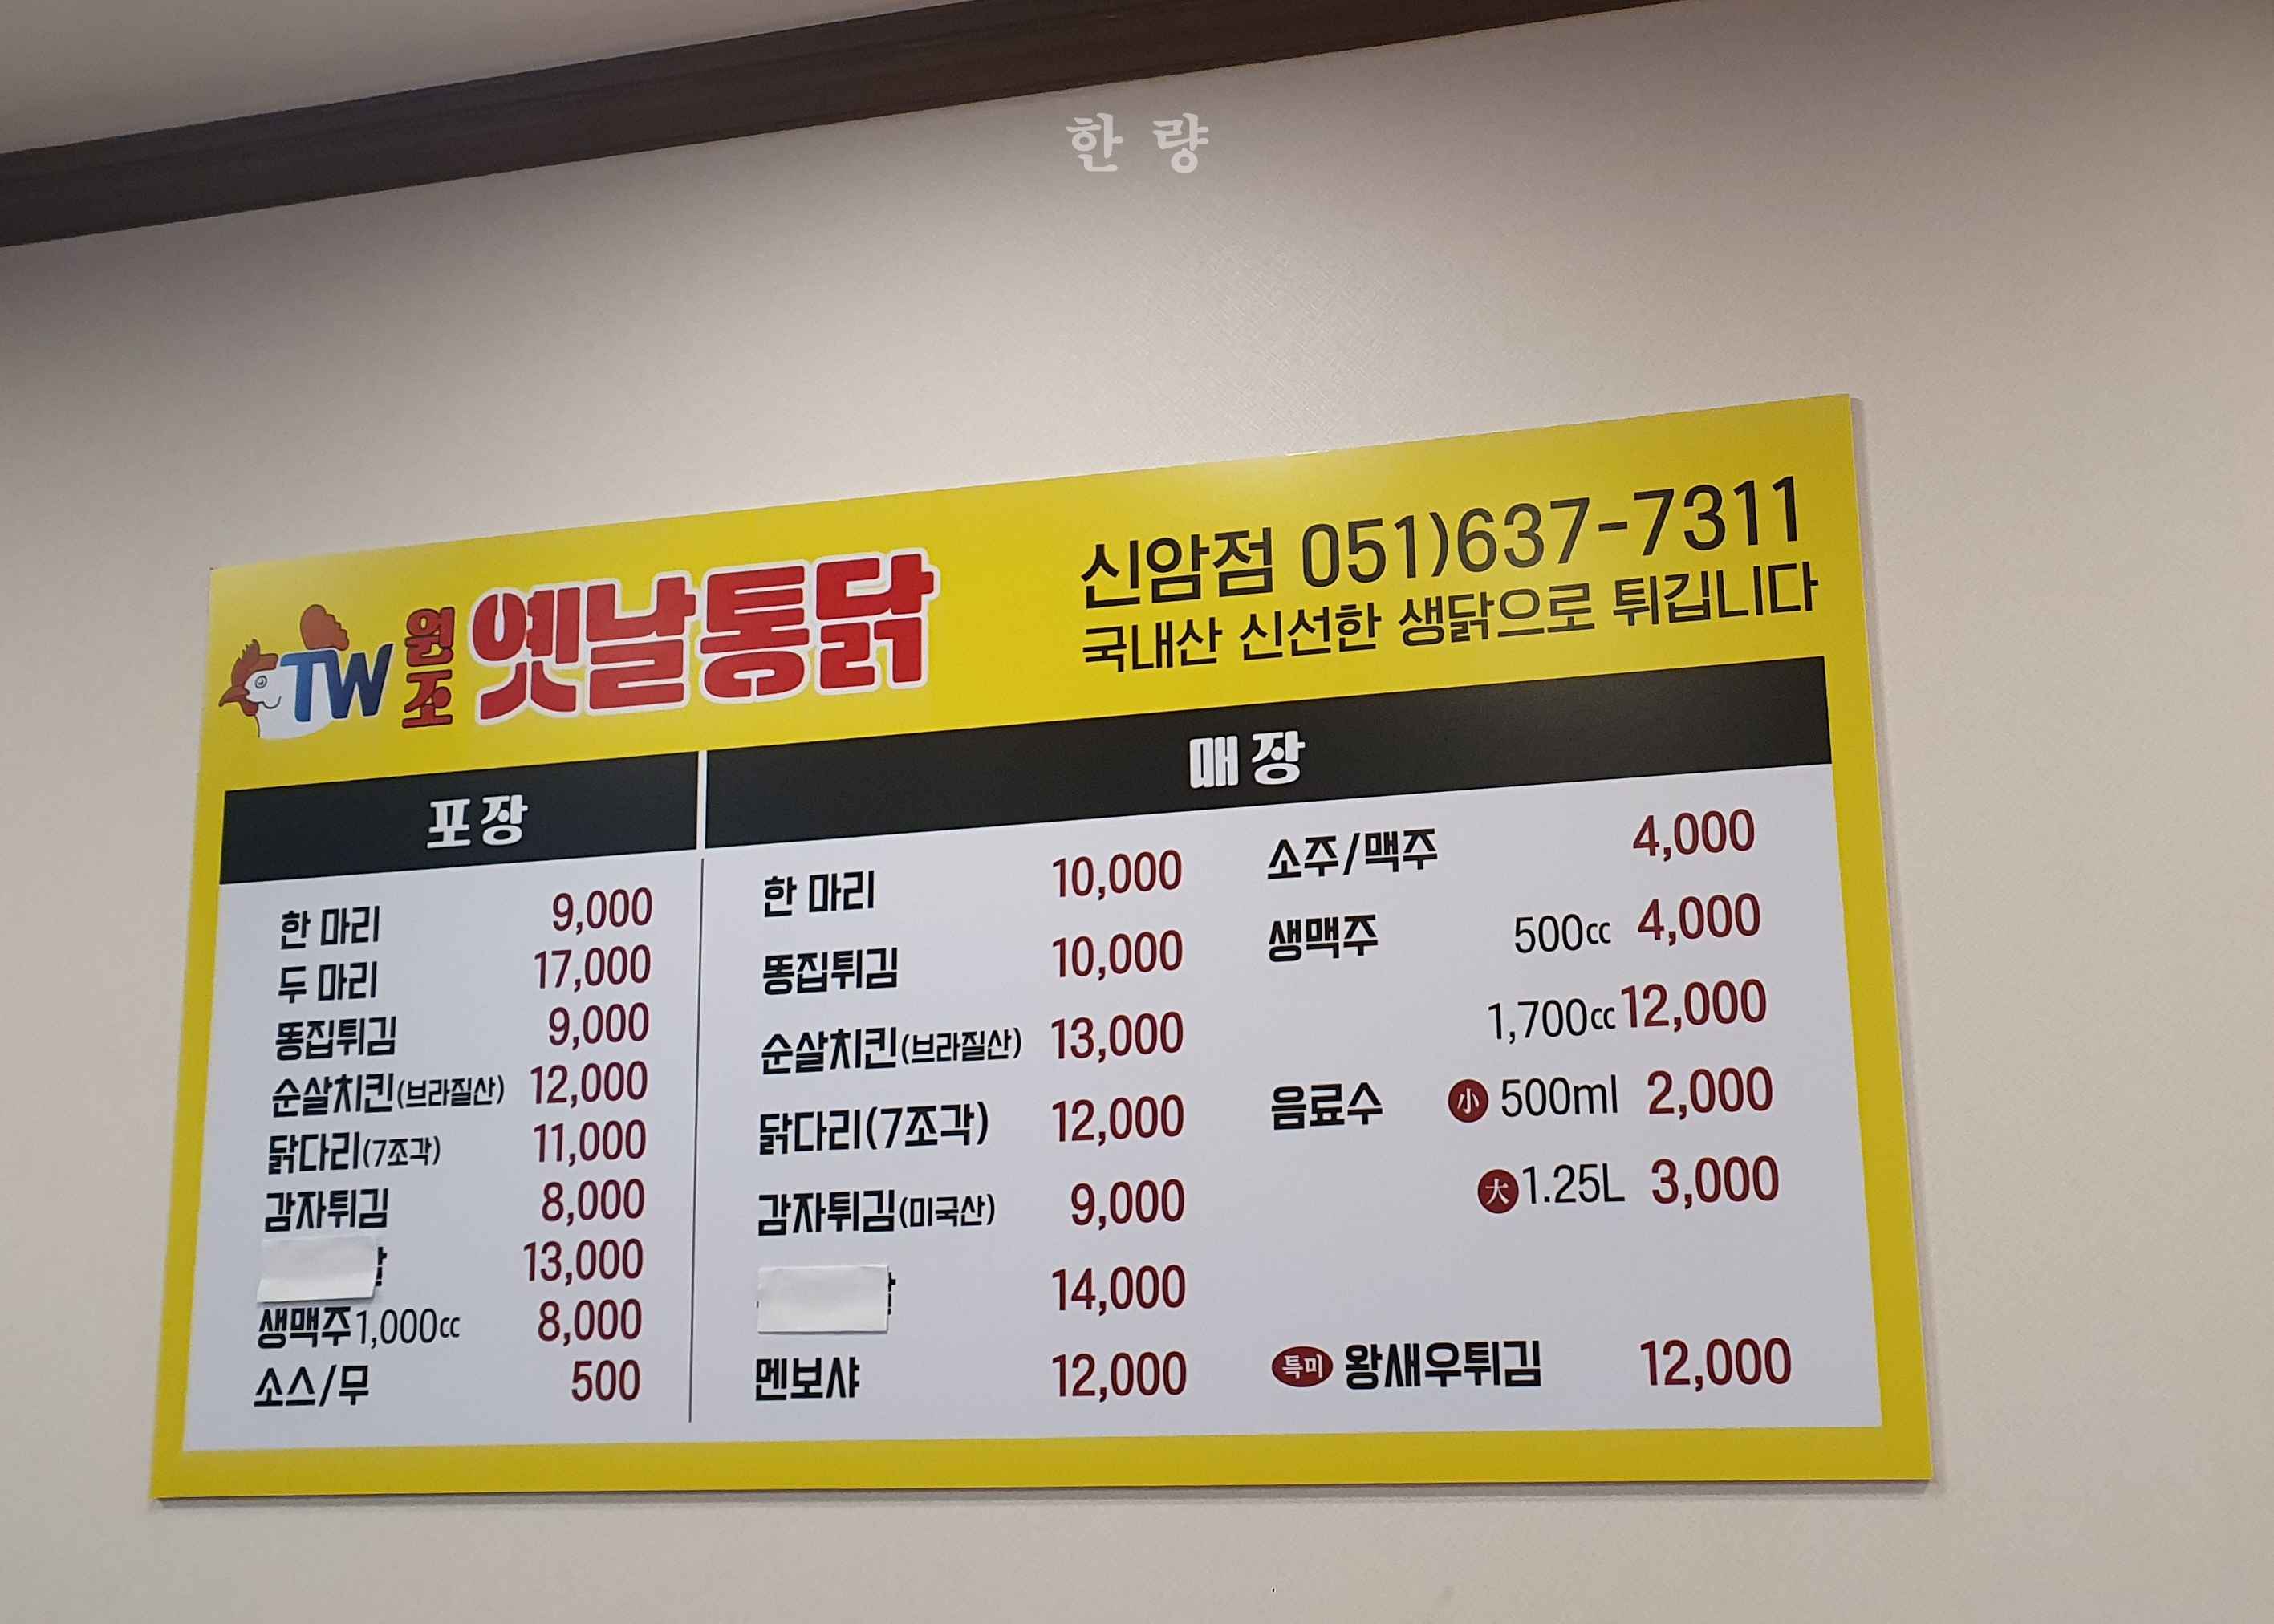 한량
TW 원조 옛날통닭
신암점 051)637-7311
국내산 신선한 생닭으로 튀깁니다
포장
한 마리 9,000
두 마리 17,000
똥집튀김 9,000
순살치킨(브라질산) 12,000
닭다리(7조각) 11,000
감자튀김 8,000
13,000
생맥주1,000cc 8,000
소스/무 500
매장
한 마리 10,000
똥집튀김 10,000
순살치킨(브라질산) 13,000
닭다리(7조각) 12,000
감자튀김(미국산) 9,000
14,000
멘보샤 12,000
소주/맥주 4,000
생맥주 500cc 4,000
1,700cc 12,000
음료수 小 500ml 2,000
大 1.25L 3,000
특미 왕새우튀김 12,000